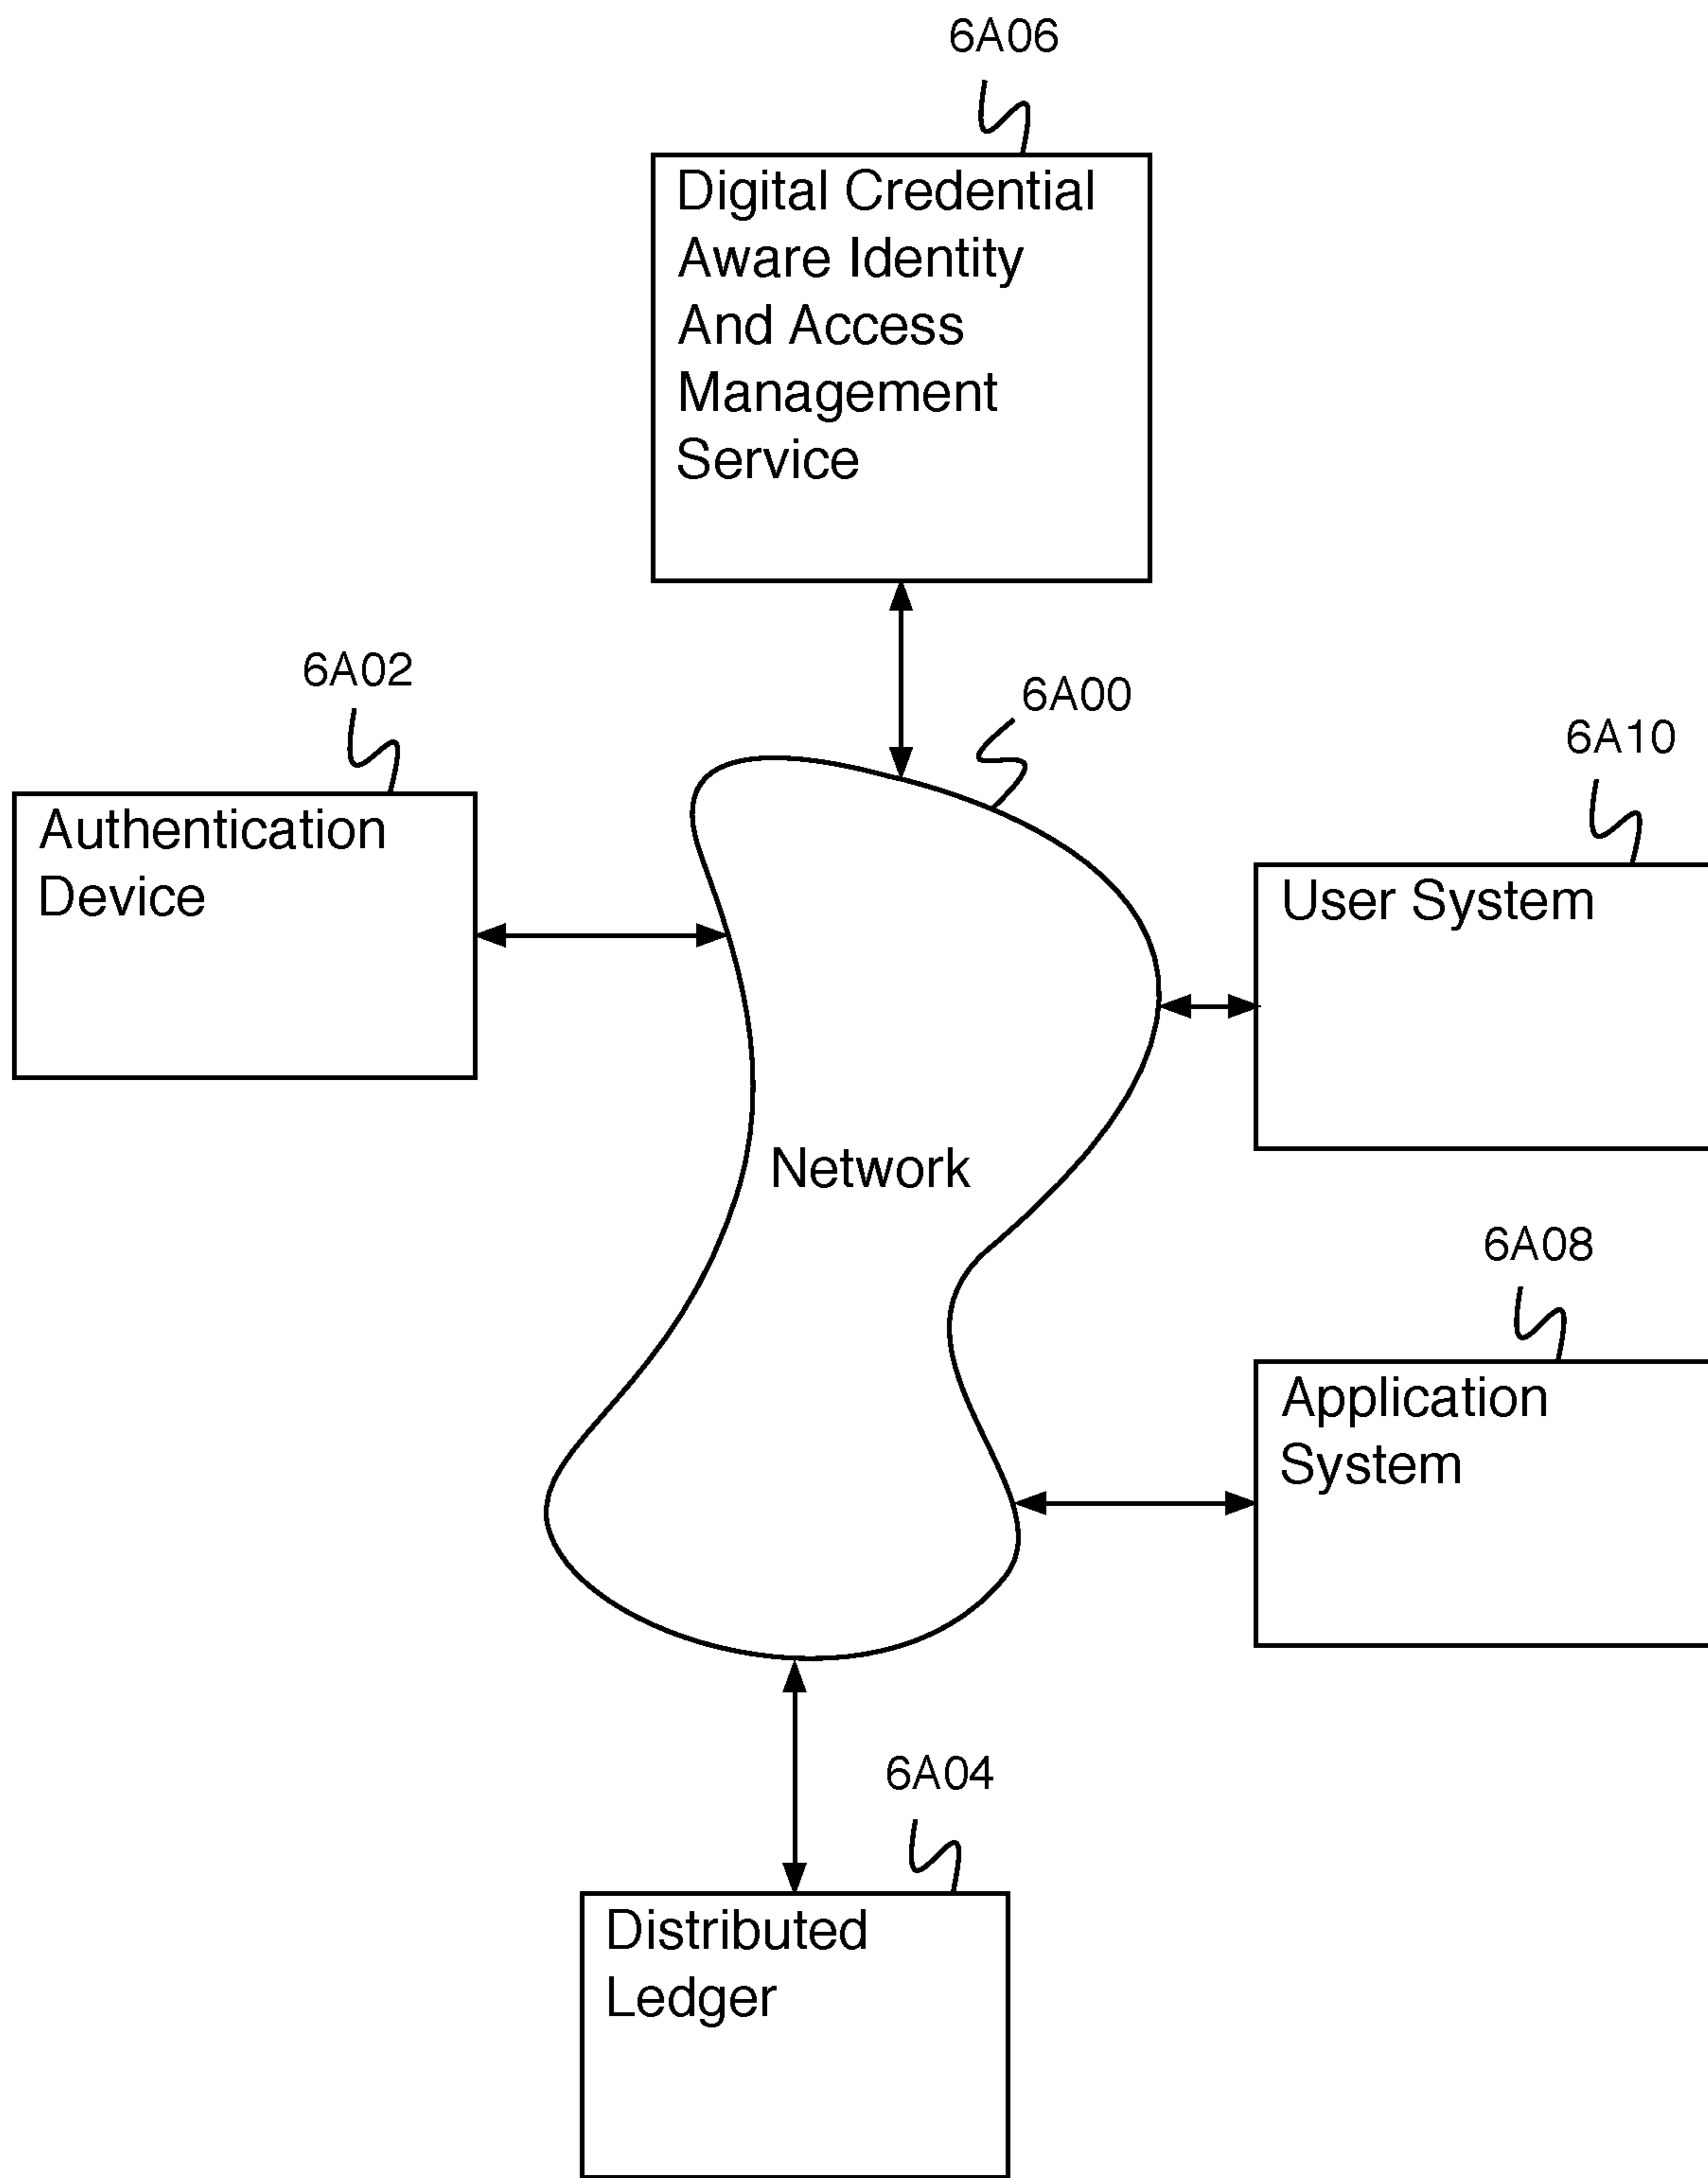 6A06
Digital Credential
Aware Identity
And Access
Management
Service
6A02
6A00
6A10
Authentication
Device
User System
Network
6A08
Application
System
6A04
Distributed
Ledger